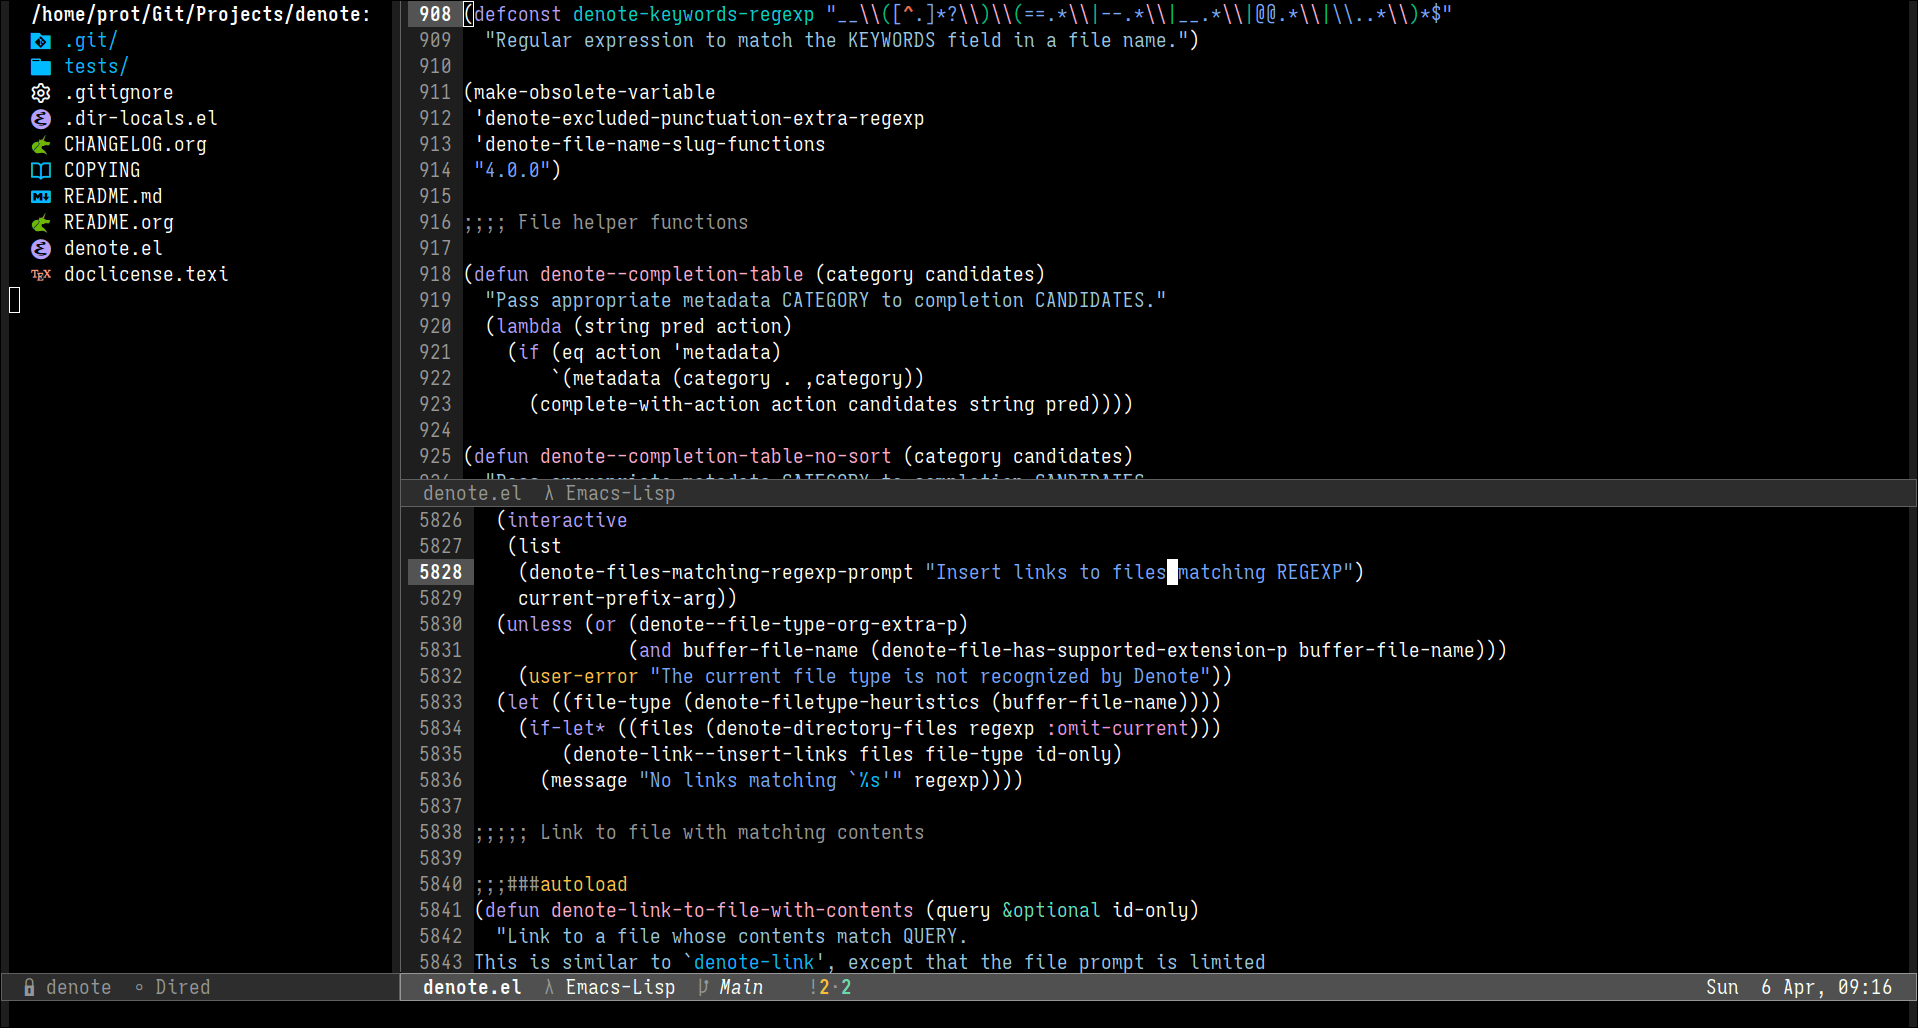 /home/prot/Git/Projects/denote:
.git/
tests/
.gitignore
.dir-locals.el
CHANGELOG.org
COPYING
README.md
README.org
denote.el
doclicense.texi
denote ∘ Dired
908 (defconst denote-keywords-regexp "__\\([^.]*?\\)\\(==.*\\|--.*\\|__.*\\|@@.*\\|\\..*\\)*$"
909   "Regular expression to match the KEYWORDS field in a file name.")
910
911 (make-obsolete-variable
912  'denote-excluded-punctuation-extra-regexp
913  'denote-file-name-slug-functions
914  "4.0.0")
915
916 ;;;; File helper functions
917
918 (defun denote--completion-table (category candidates)
919   "Pass appropriate metadata CATEGORY to completion CANDIDATES."
920   (lambda (string pred action)
921     (if (eq action 'metadata)
922         `(metadata (category . ,category))
923       (complete-with-action action candidates string pred))))
924
925 (defun denote--completion-table-no-sort (category candidates)
926   "Pass appropriate metadata CATEGORY to completion CANDIDATES
denote.el λ Emacs-Lisp
5826   (interactive
5827    (list
5828     (denote-files-matching-regexp-prompt "Insert links to files matching REGEXP")
5829     current-prefix-arg))
5830   (unless (or (denote--file-type-org-extra-p)
5831               (and buffer-file-name (denote-file-has-supported-extension-p buffer-file-name)))
5832     (user-error "The current file type is not recognized by Denote"))
5833   (let ((file-type (denote-filetype-heuristics (buffer-file-name))))
5834     (if-let* ((files (denote-directory-files regexp :omit-current)))
5835         (denote-link--insert-links files file-type id-only)
5836       (message "No links matching `%s'" regexp))))
5837
5838 ;;;;; Link to file with matching contents
5839
5840 ;;;###autoload
5841 (defun denote-link-to-file-with-contents (query &optional id-only)
5842   "Link to a file whose contents match QUERY.
5843 This is similar to `denote-link', except that the file prompt is limited
denote.el λ Emacs-Lisp Main !2·2 Sun 6 Apr, 09:16